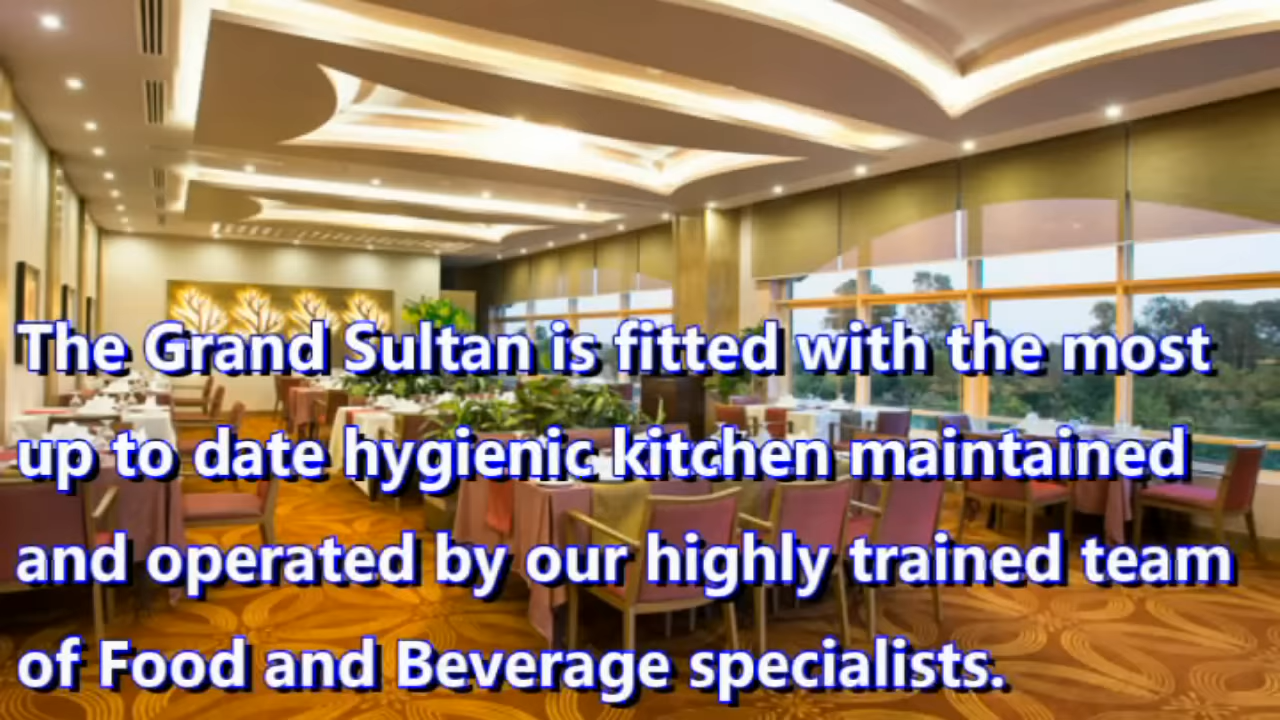 The Grand Sultan is fitted with the most
up to date hygienic kitchen maintained
and operated by our highly trained team
of Food and Beverage specialists.